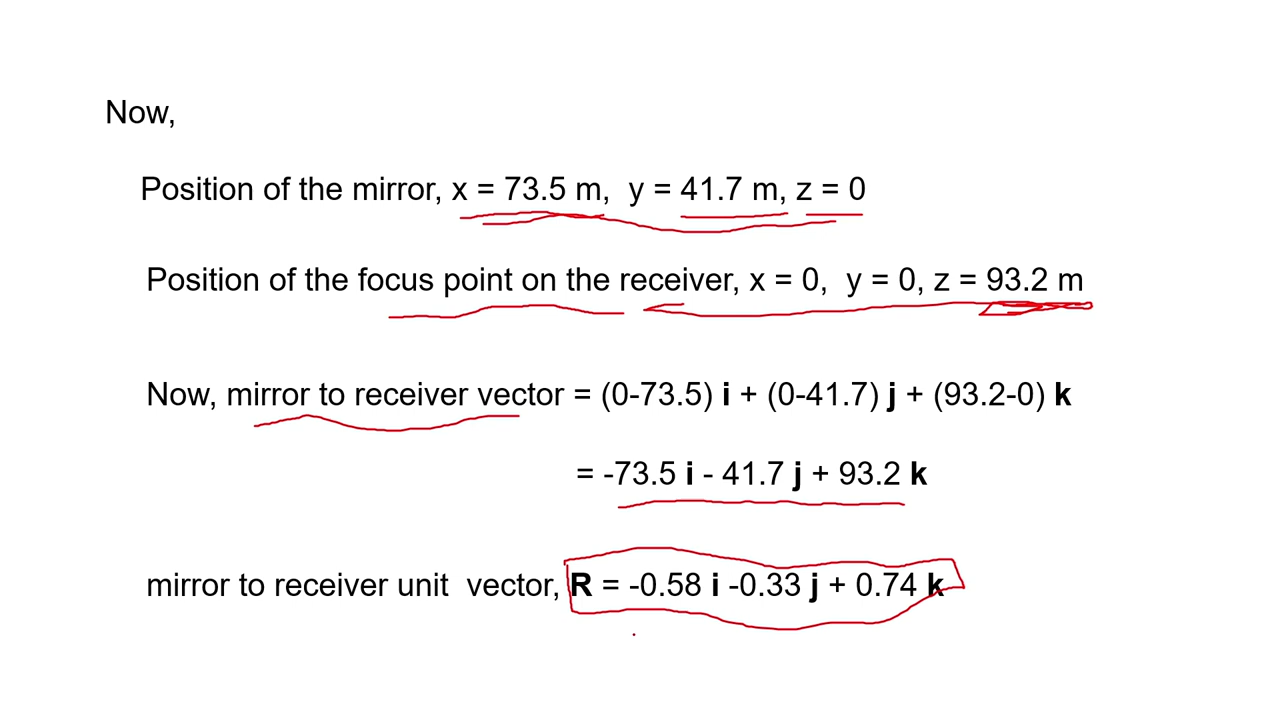 Now,
Position of the mirror, x = 73.5 m, y = 41.7 m, z = 0
Position of the focus point on the receiver, x = 0, y = 0, z = 93.2 m
Now, mirror to receiver vector = (0-73.5) i + (0-41.7) j + (93.2-0) k
= -73.5 i - 41.7 j + 93.2 k
mirror to receiver unit vector, R = -0.58 i -0.33 j + 0.74 k